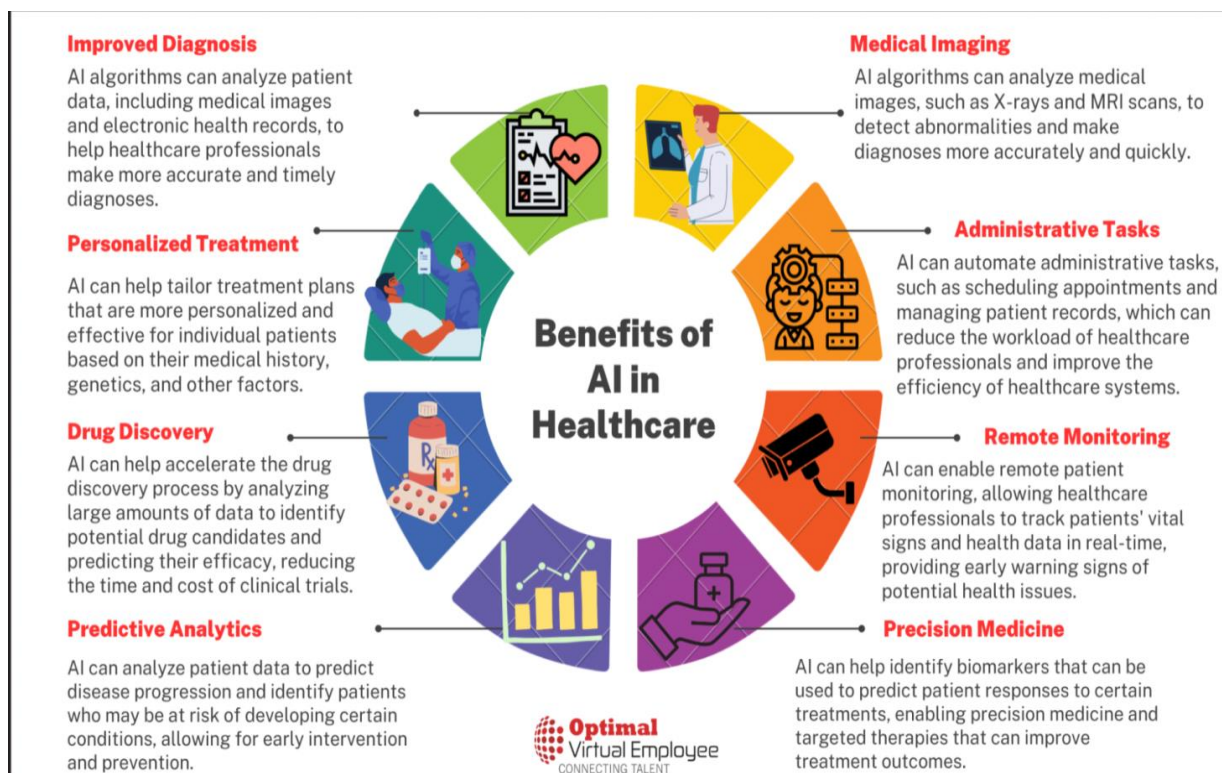 Improved Diagnosis
AI algorithms can analyze patient
data, including medical images
and electronic health records, to
help healthcare professionals
make more accurate and timely
diagnoses.
Personalized Treatment
AI can help tailor treatment plans
that are more personalized and
effective for individual patients
based on their medical history,
genetics, and other factors.
Drug Discovery
AI can help accelerate the drug
discovery process by analyzing
large amounts of data to identify
potential drug candidates and
predicting their efficacy, reducing
the time and cost of clinical trials.
Predictive Analytics
AI can analyze patient data to predict
disease progression and identify patients
who may be at risk of developing certain
conditions, allowing for early intervention
and prevention.
Benefits of
AI in
Healthcare
Rx
Medical Imaging
AI algorithms can analyze medical
images, such as X-rays and MRI scans, to
detect abnormalities and make
diagnoses more accurately and quickly.
Administrative Tasks
AI can automate administrative tasks,
such as scheduling appointments and
managing patient records, which can
reduce the workload of healthcare
professionals and improve the
efficiency of healthcare systems.
Remote Monitoring
AI can enable remote patient
monitoring, allowing healthcare
professionals to track patients' vital
signs and health data in real-time,
providing early warning signs of
potential health issues.
Precision Medicine
AI can help identify biomarkers that can be
used to predict patient responses to certain
treatments, enabling precision medicine and
targeted therapies that can improve
treatment outcomes.
Optimal
Virtual Employee
CONNECTING TALENT